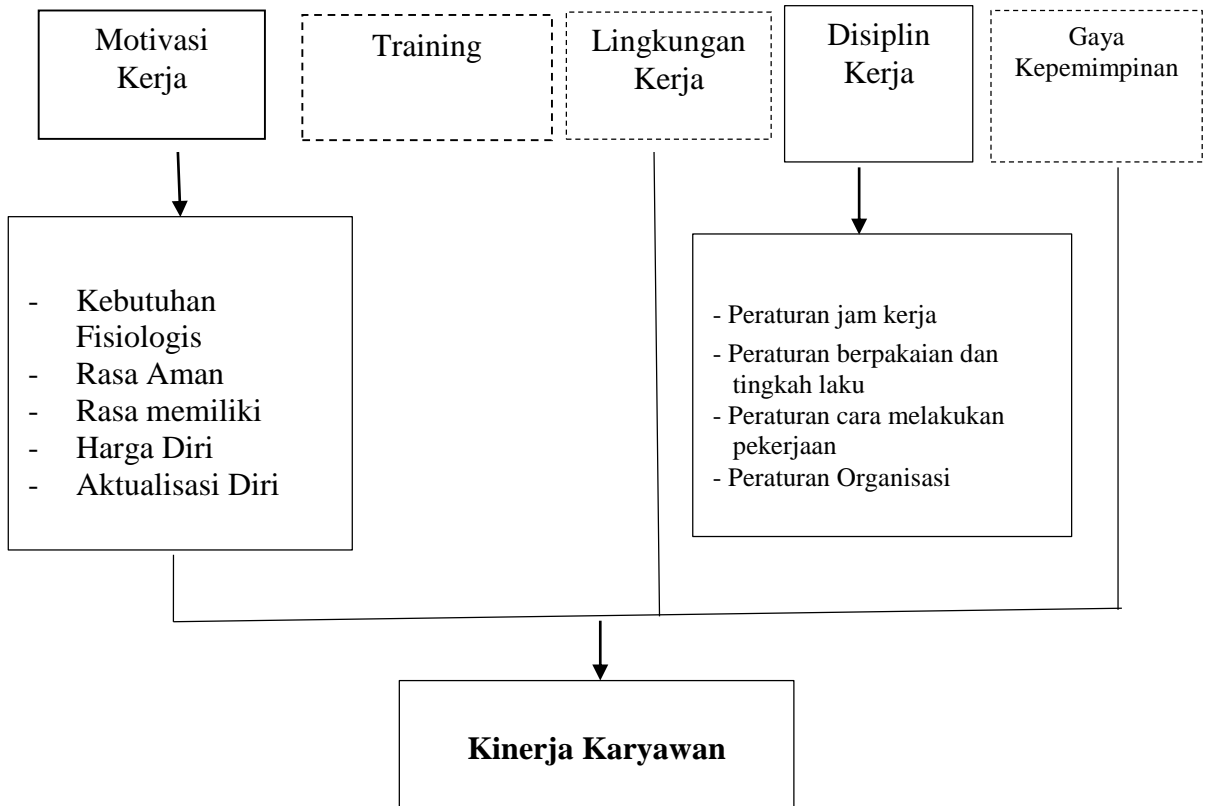 Motivasi
Kerja
Training
Lingkungan
Kerja
Disiplin
Kerja
Gaya
Kepemimpinan
- Kebutuhan
Fisiologis
- Rasa Aman
- Rasa memiliki
- Harga Diri
- Aktualisasi Diri
- Peraturan jam kerja
- Peraturan berpakaian dan
tingkah laku
- Peraturan cara melakukan
pekerjaan
- Peraturan Organisasi
Kinerja Karyawan